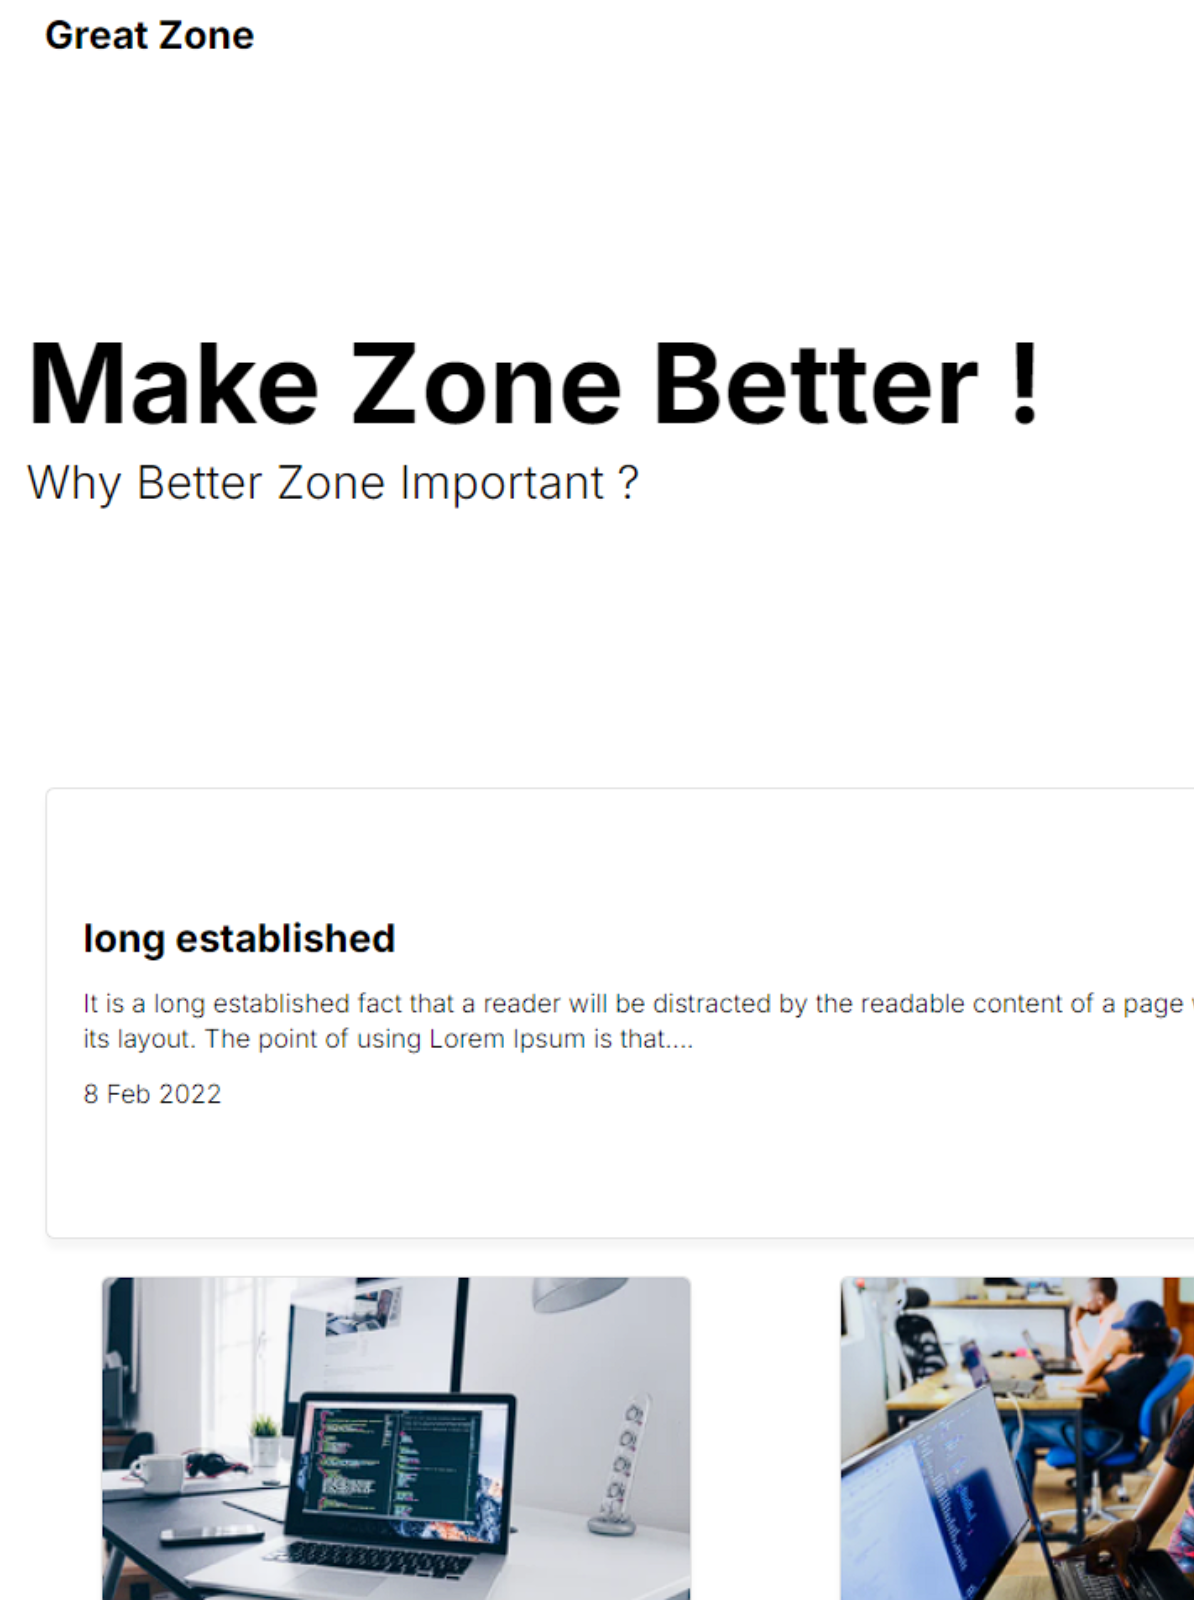 Great Zone
Make Zone Better !
Why Better Zone Important ?
long established
It is a long established fact that a reader will be distracted by the readable content of a page
its layout. The point of using Lorem Ipsum is that....
8 Feb 2022